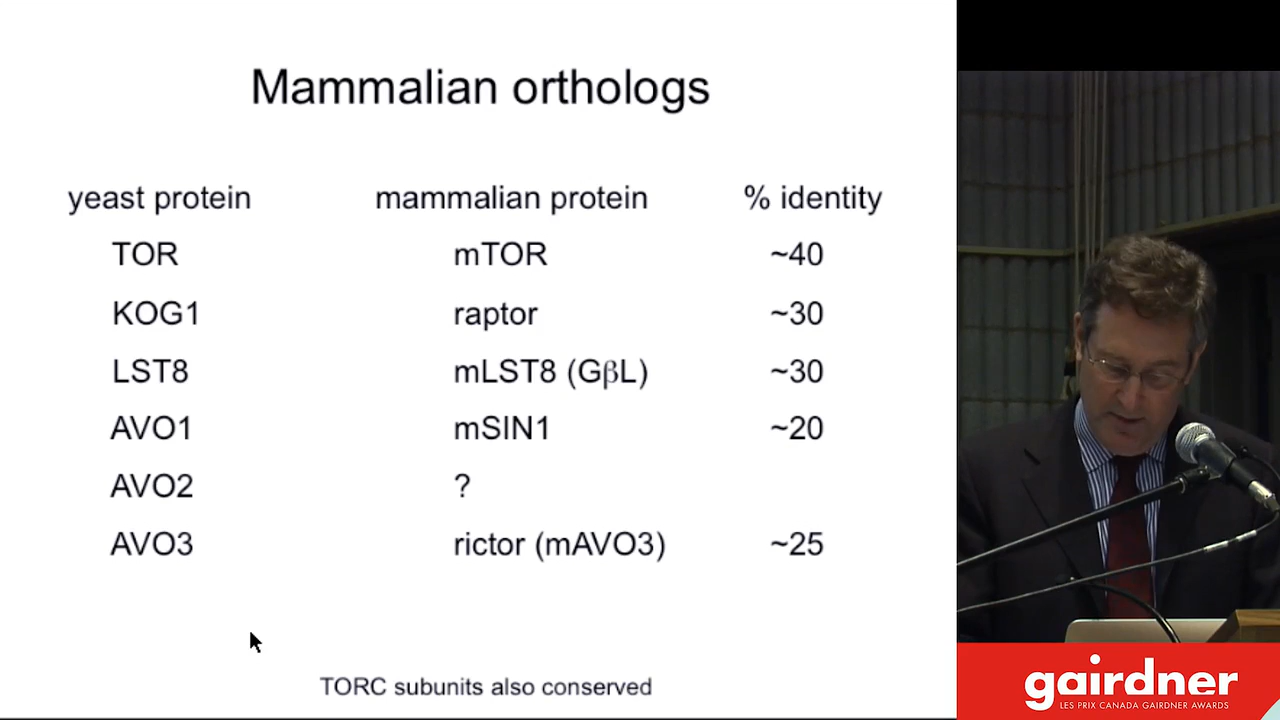 Mammalian orthologs
yeast protein mammalian protein % identity
TOR mTOR ~40
KOG1 raptor ~30
LST8 mLST8 (GβL) ~30
AVO1 mSIN1 ~20
AVO2 ?
AVO3 rictor (mAVO3) ~25
TORC subunits also conserved
gairdner
LES PRIX CANADA GAIRDNER AWARDS